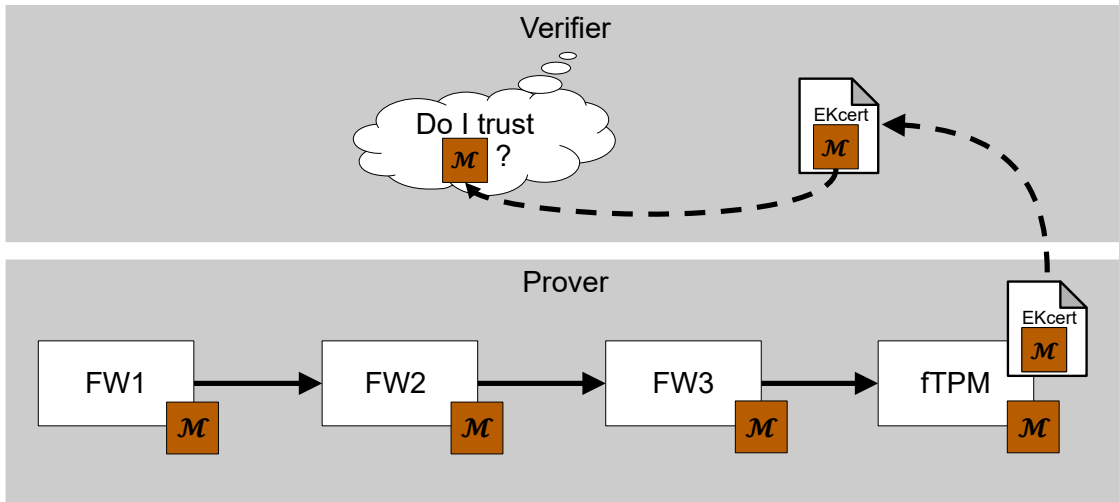 Verifier
Do I trust
ℳ ?
EKcert
ℳ
Prover
EKcert
ℳ
FW1
FW2
FW3
fTPM
ℳ
ℳ
ℳ
ℳ